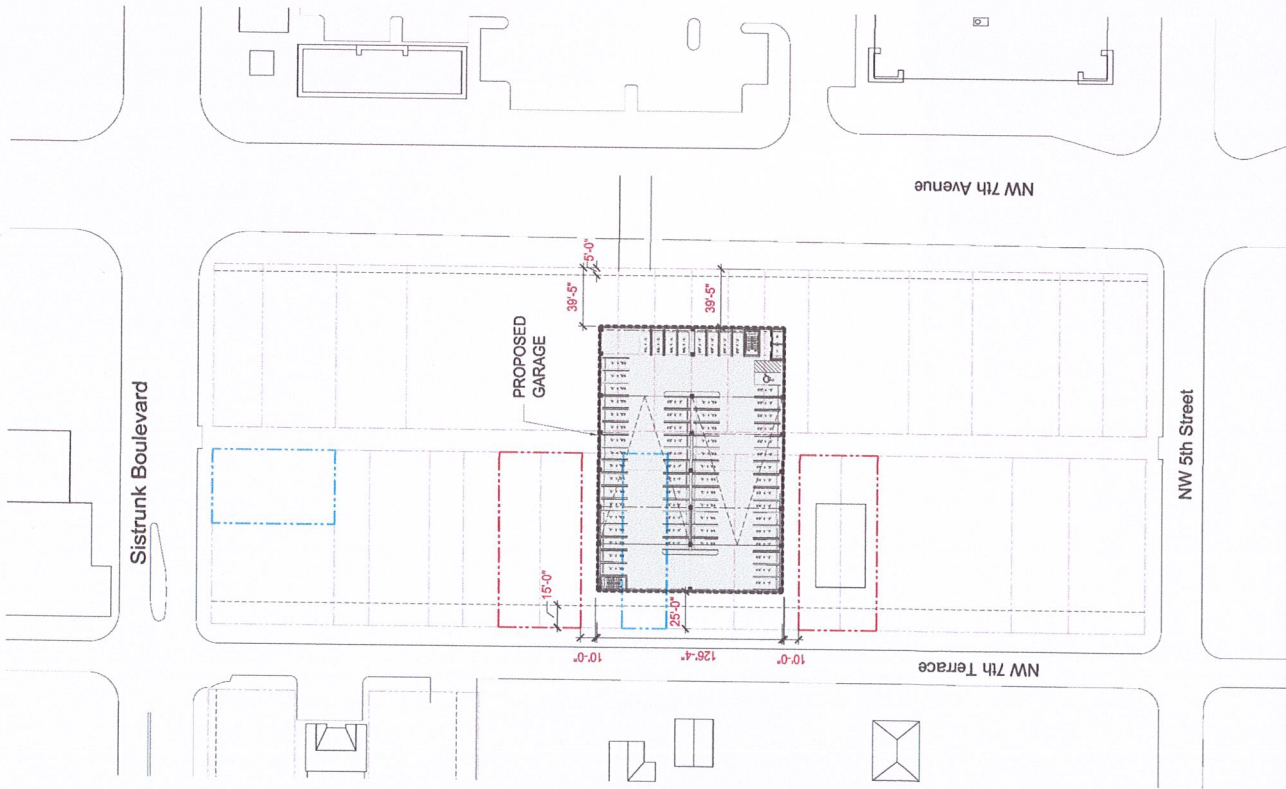 NW 7th Avenue
5'-0"
39'-5"
39'-5"
PROPOSED
GARAGE
Sistrunk Boulevard
NW 5th Street
15'-0"
25'-0"
10'-0"
126'-4"
10'-0"
NW 7th Terrace